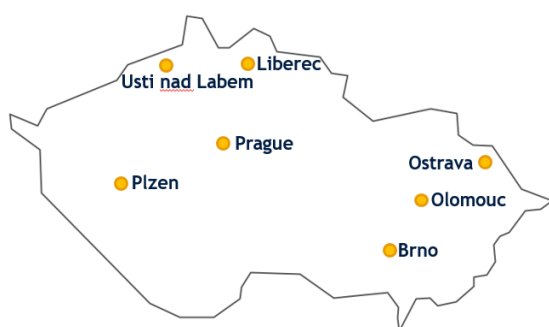 Liberec
Usti nad Labem
Prague
Ostrava
Plzen
Olomouc
Brno